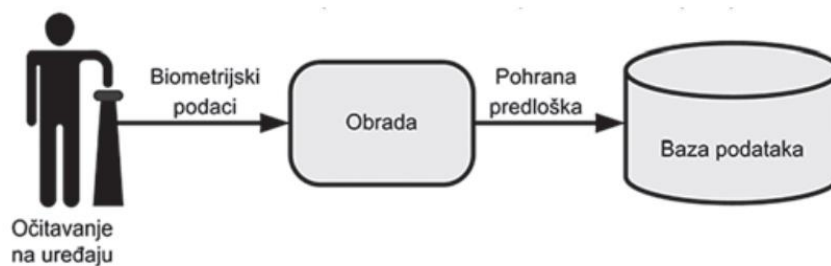 Biometrijski
podaci
Obrada
Pohrana
predloška
Baza podataka
Očitavanje
na uređaju